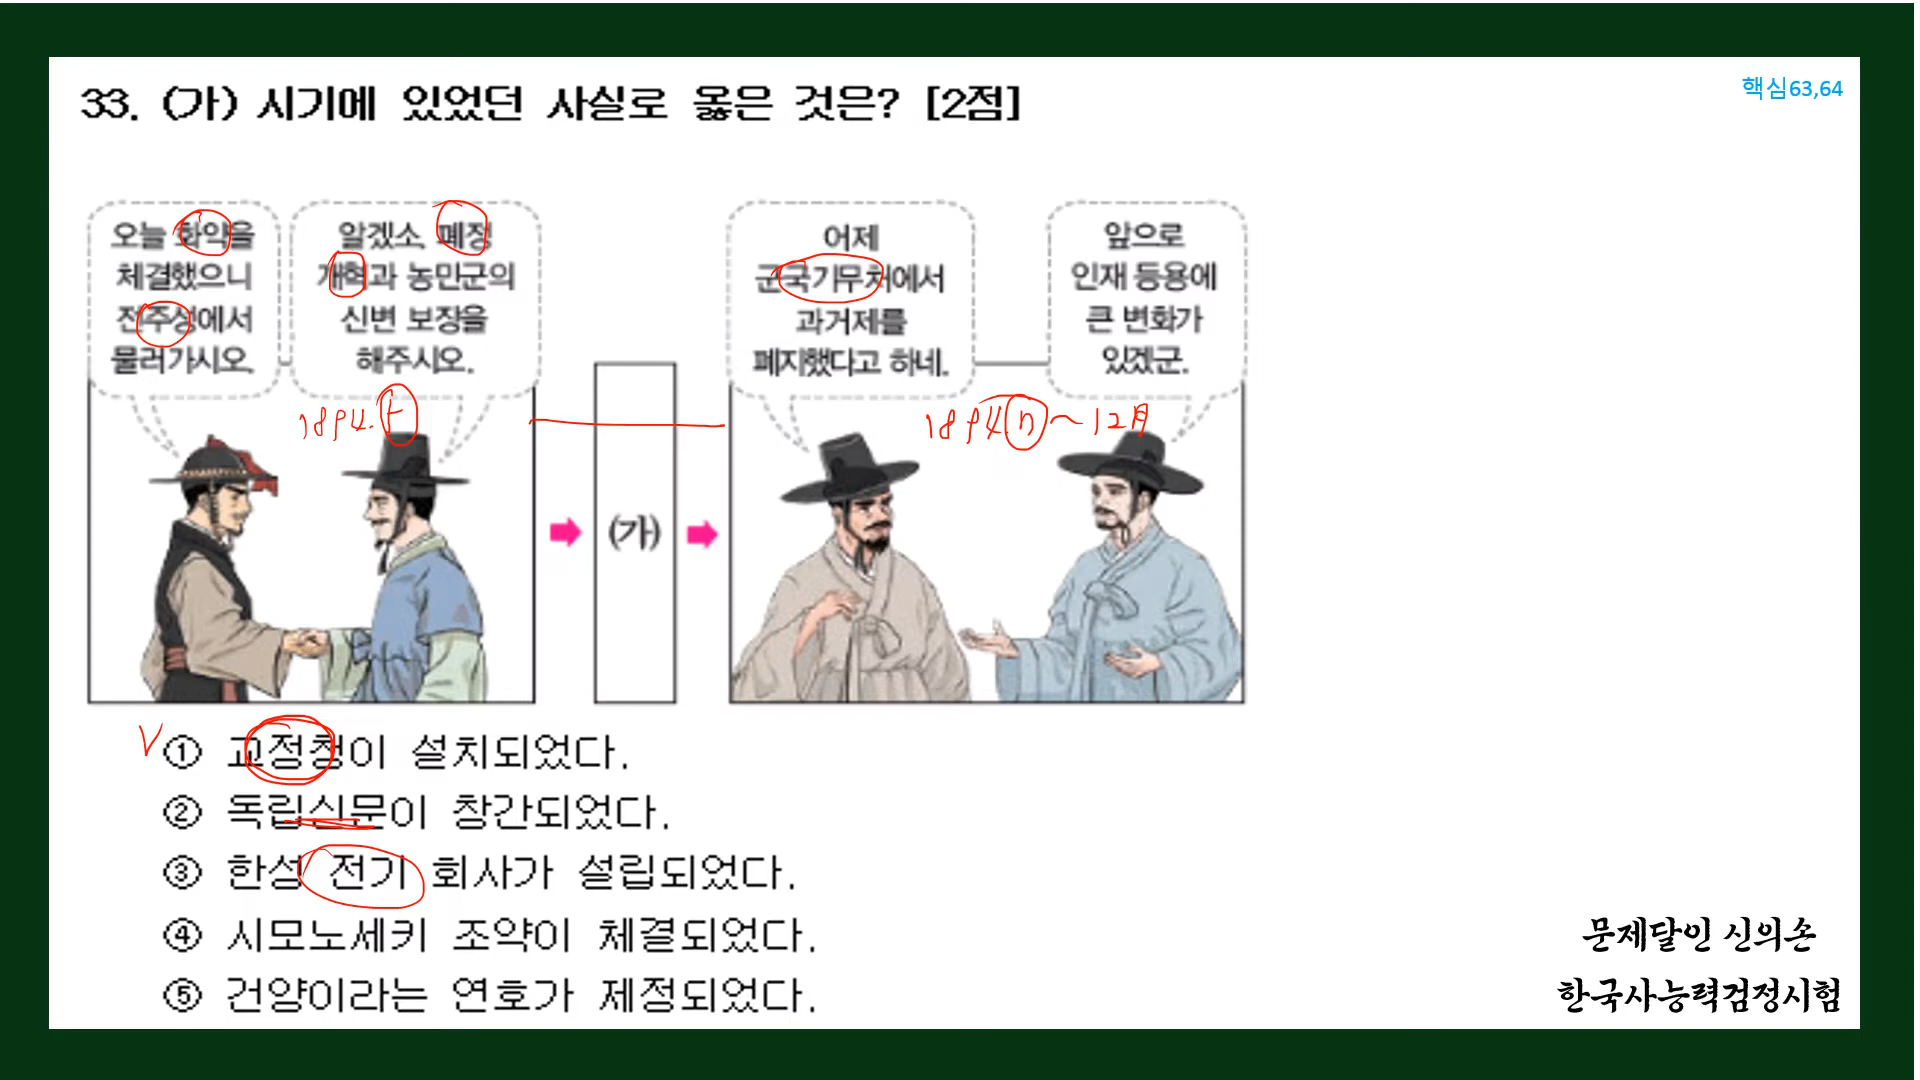 33. (가) 시기에 있었던 사실로 옳은 것은? [2점]
핵심63,64
오늘 화약을
체결했으니
전주성에서
물러가시오.
알겠소. 폐정
개혁과 농민군의
신변 보장을
해주시오.
어제
군국기무처에서
과거제를
폐지했다고 하네.
앞으로
인재 등용에
큰 변화가
있겠군.
(가)
① 교정청이 설치되었다.
② 독립신문이 창간되었다.
③ 한성 전기 회사가 설립되었다.
④ 시모노세키 조약이 체결되었다.
⑤ 건양이라는 연호가 제정되었다.
문제달인 신의손
한국사능력검정시험